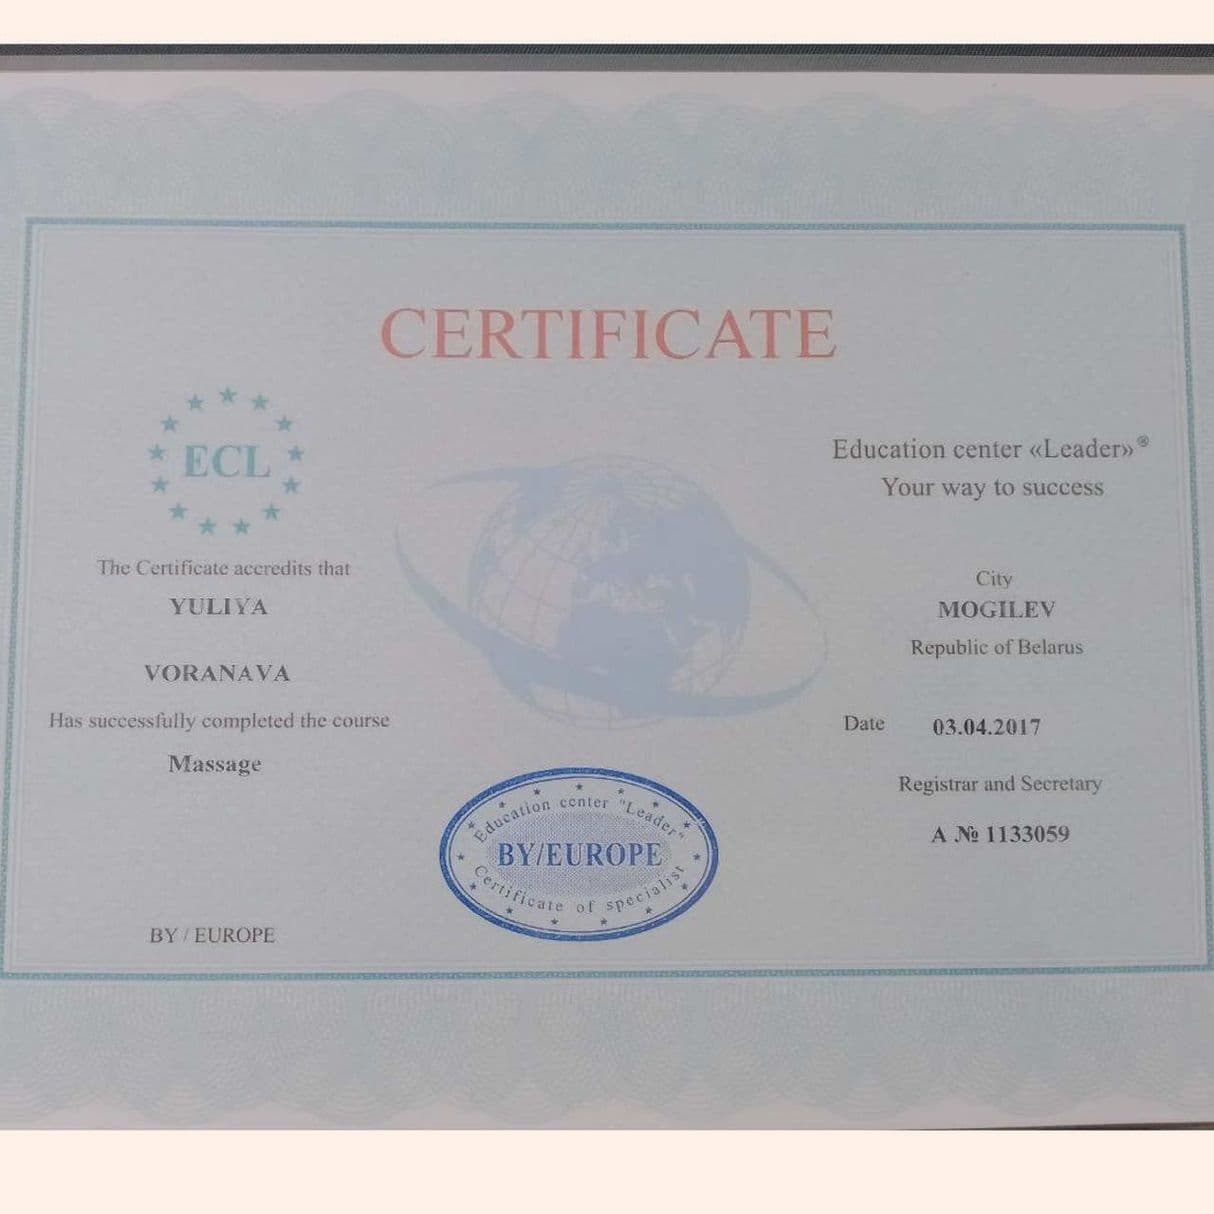 CERTIFICATE
ECL
The Certificate accredits that
YULIYA
VORANAVA
Has successfully completed the course
Massage
BY / EUROPE
Education center "Leader"
BY/EUROPE
Certificate of specialist
Education center «Leader»®
Your way to success
City
MOGILEV
Republic of Belarus
Date 03.04.2017
Registrar and Secretary
A № 1133059